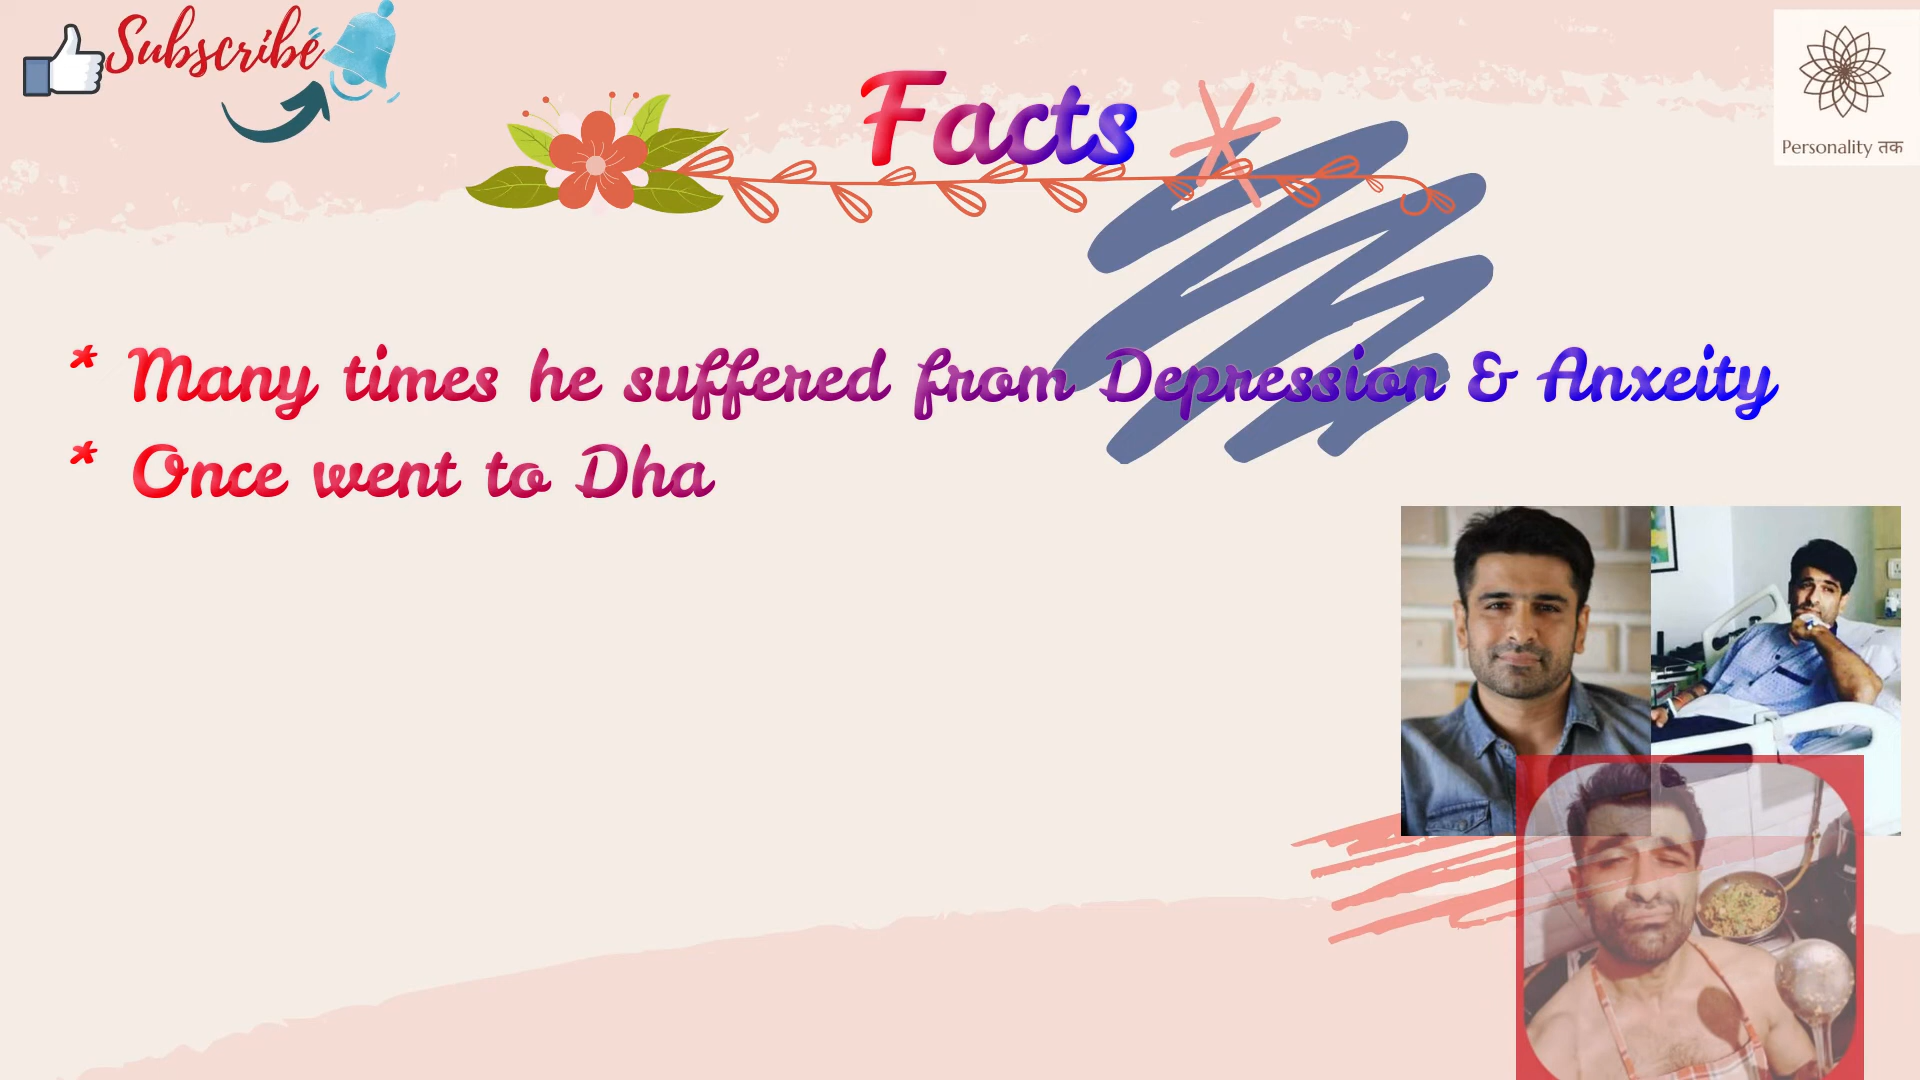 Subscribe
Facts
Personality तक
* Many times he suffered from Depression & Anxeity
* Once went to Dha